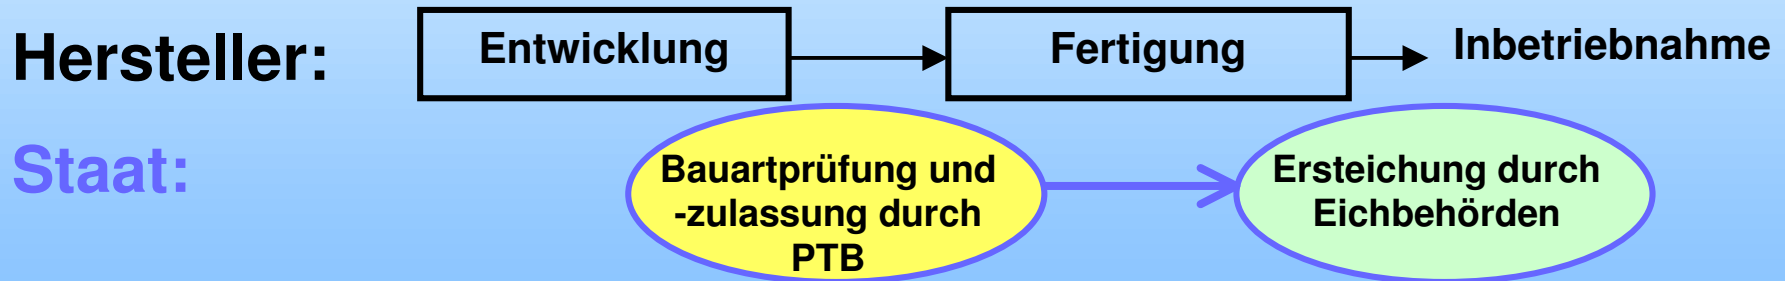 Hersteller:
Entwicklung
Fertigung
Inbetriebnahme
Staat:
Bauartprüfung und
-zulassung durch
PTB
Ersteichung durch
Eichbehörden